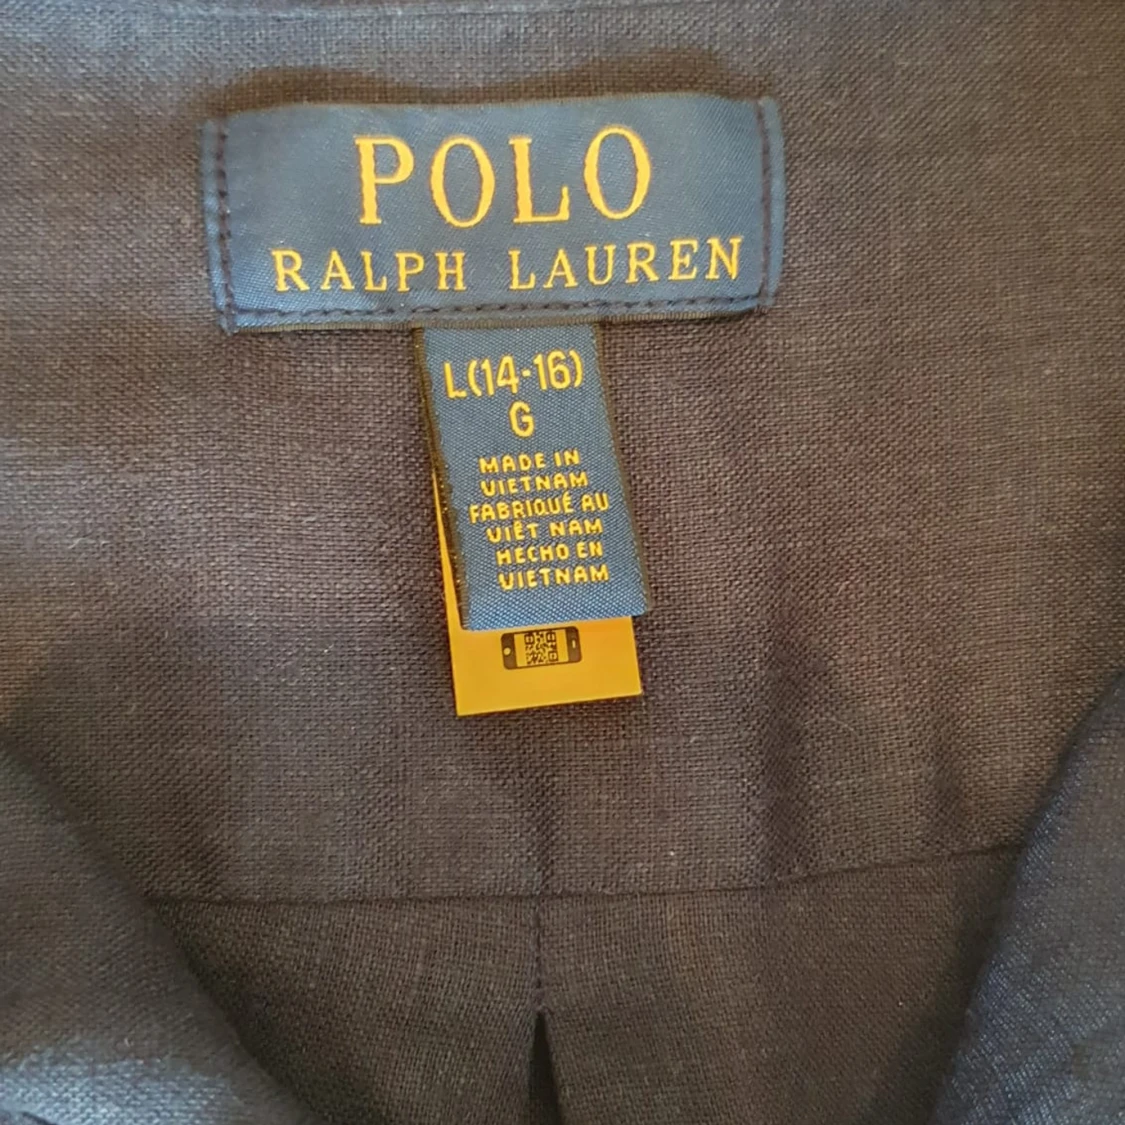 POLO
RALPH LAUREN
L(14-16)
G
MADE IN
VIETNAM
FABRIQUÉ AU
VIÊT NAM
HECHO EN
VIETNAM